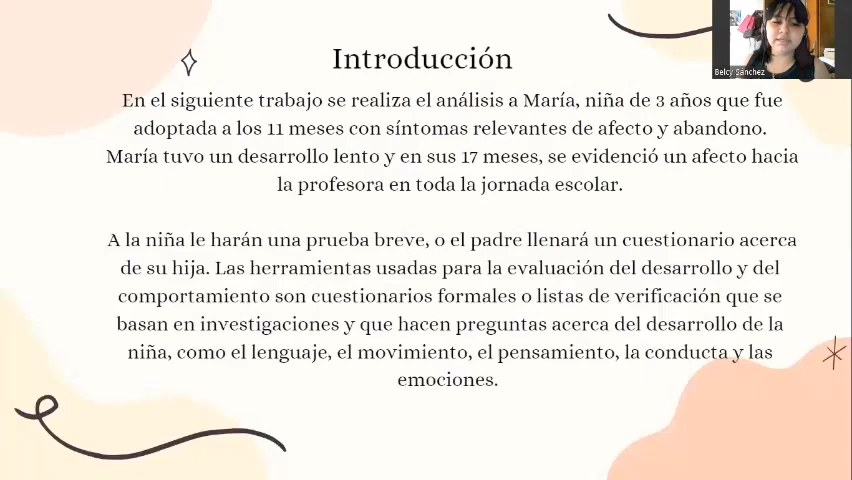 Introducción
En el siguiente trabajo se realiza el análisis a María, niña de 3 años que fue
adoptada a los 11 meses con síntomas relevantes de afecto y abandono.
María tuvo un desarrollo lento y en sus 17 meses, se evidenció un afecto hacia
la profesora en toda la jornada escolar.
A la niña le harán una prueba breve, o el padre llenará un cuestionario acerca
de su hija. Las herramientas usadas para la evaluación del desarrollo y del
comportamiento son cuestionarios formales o listas de verificación que se
basan en investigaciones y que hacen preguntas acerca del desarrollo de la
niña, como el lenguaje, el movimiento, el pensamiento, la conducta y las
emociones.
Belcy Sanchez